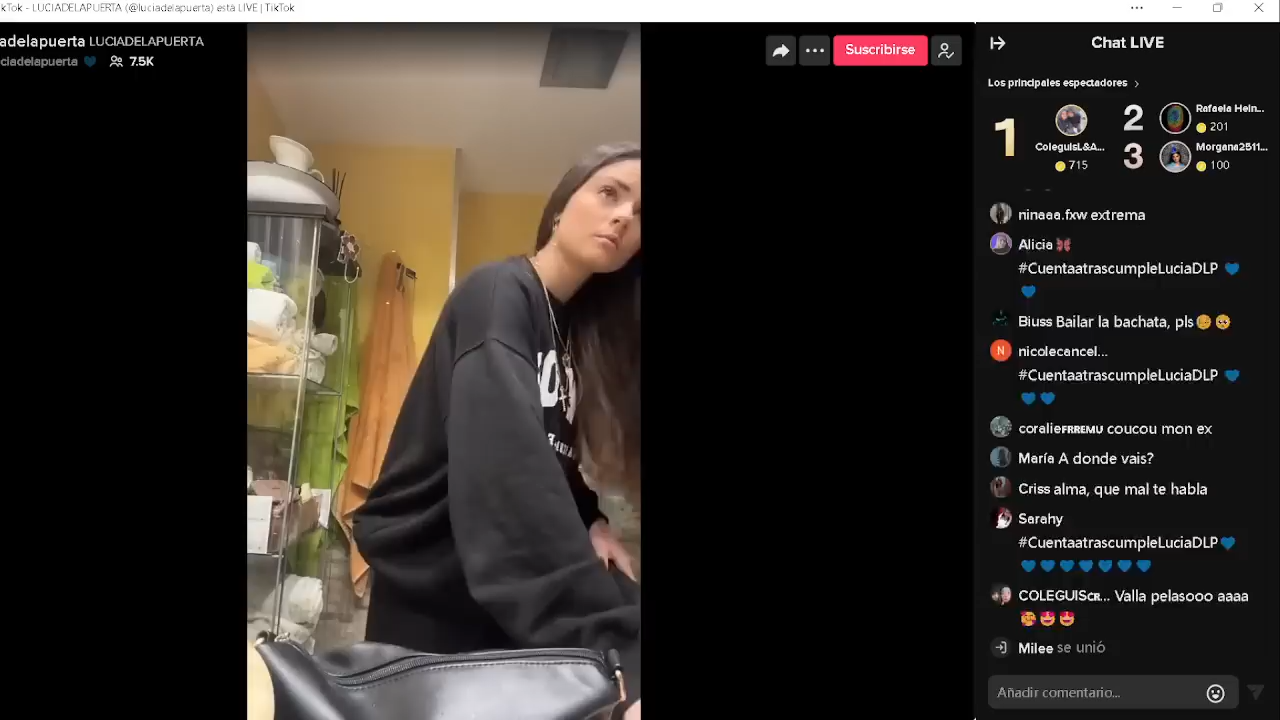 kTok - LUCIADELAPUERTA (@luciadelapuerta) está LIVE | TikTok
adelapuerta LUCIADELAPUERTA
ciadelapuerta 💙 7.5K
Suscribirse
Chat LIVE
Los principales espectadores
1 ColeguisL&A... 715
2 Rafaela Hein... 201
3 Morgana2511... 100
ninaaa.fxw extrema
Alicia🦋
#CuentaatrascumpleLuciaDLP 💙
💙
Biuss Bailar la bachata, pls🥺🥺
N nicolecancel...
#CuentaatrascumpleLuciaDLP 💙
💙💙
coralieFRREMU coucou mon ex
María A donde vais?
Criss alma, que mal te habla
Sarahy
#CuentaatrascumpleLuciaDLP💙
💙💙💙💙💙💙💙
COLEGUISCR... Valla pelasooo aaaa
🥰🤩🤩
Milee se unió
Añadir comentario...